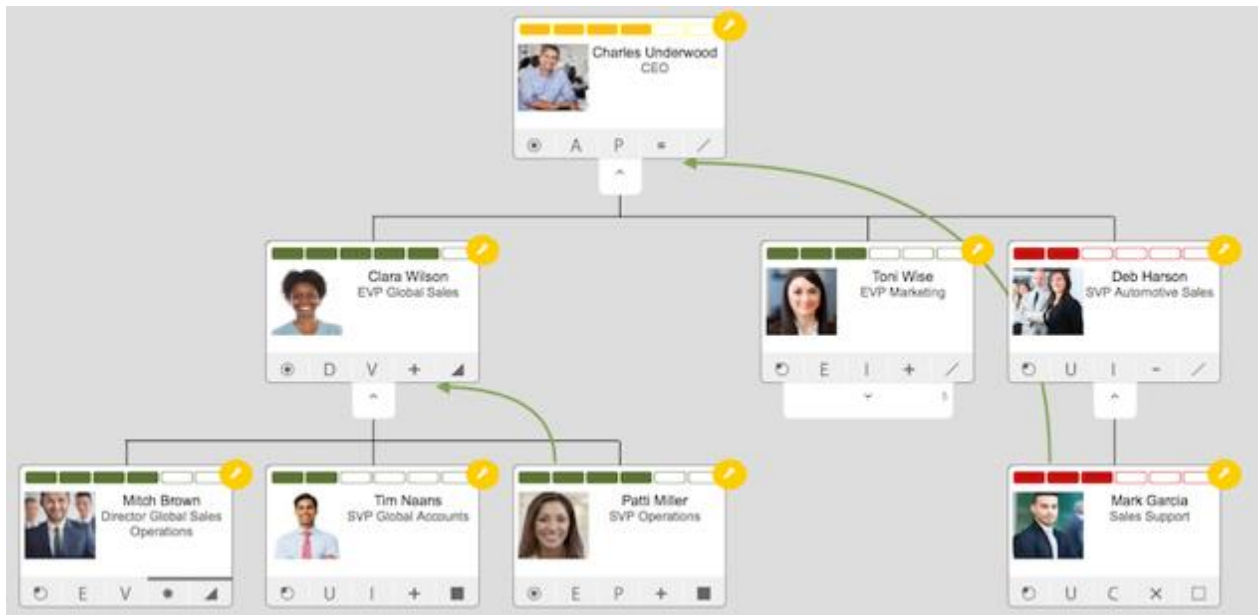 Charles Underwood
CEO
A P = /
Clara Wilson
EVP Global Sales
D V +
Toni Wise
EVP Marketing
E I + /
5
Deb Harson
SVP Automotive Sales
U I - /
Mitch Brown
Director Global Sales
Operations
E V
Tim Naans
SVP Global Accounts
U I +
Patti Miller
SVP Operations
E P +
Mark Garcia
Sales Support
U C X